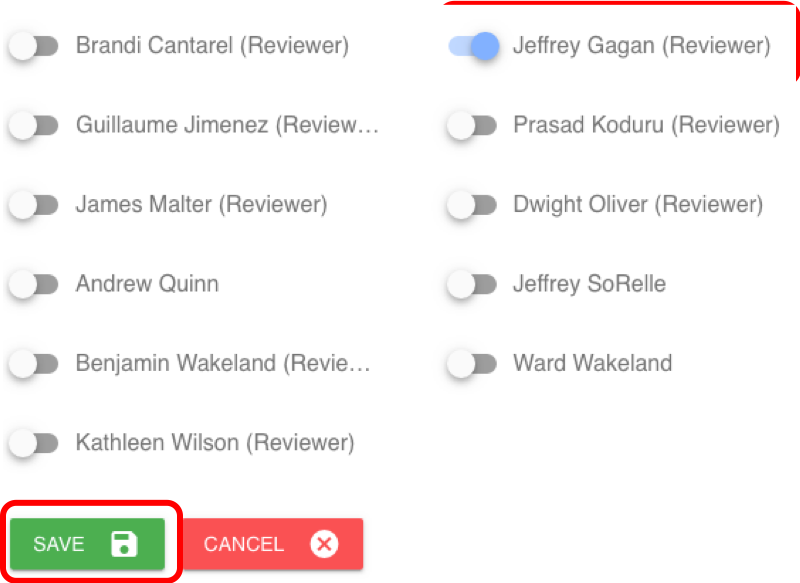 Brandi Cantarel (Reviewer)
Jeffrey Gagan (Reviewer)
Guillaume Jimenez (Review…
Prasad Koduru (Reviewer)
James Malter (Reviewer)
Dwight Oliver (Reviewer)
Andrew Quinn
Jeffrey SoRelle
Benjamin Wakeland (Revie…
Ward Wakeland
Kathleen Wilson (Reviewer)
SAVE
CANCEL